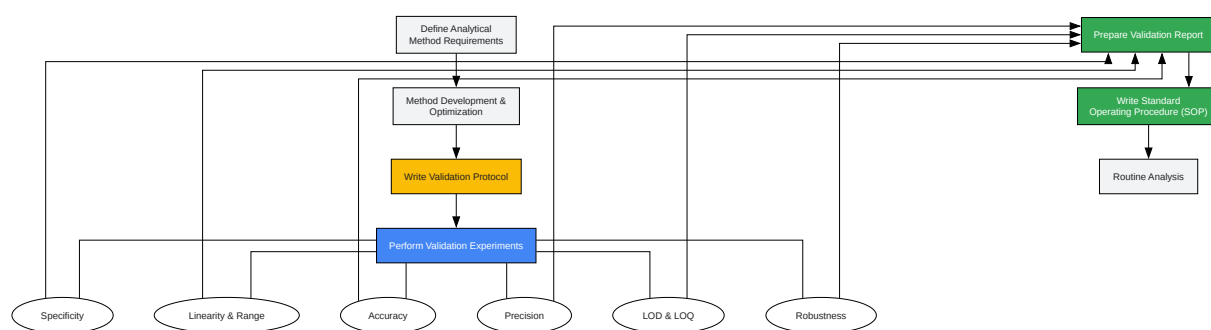 Define Analytical
Method Requirements
Prepare Validation Report
Method Development &
Optimization
Write Standard
Operating Procedure (SOP)
Write Validation Protocol
Routine Analysis
Perform Validation Experiments
Specificity
Linearity & Range
Accuracy
Precision
LOD & LOQ
Robustness